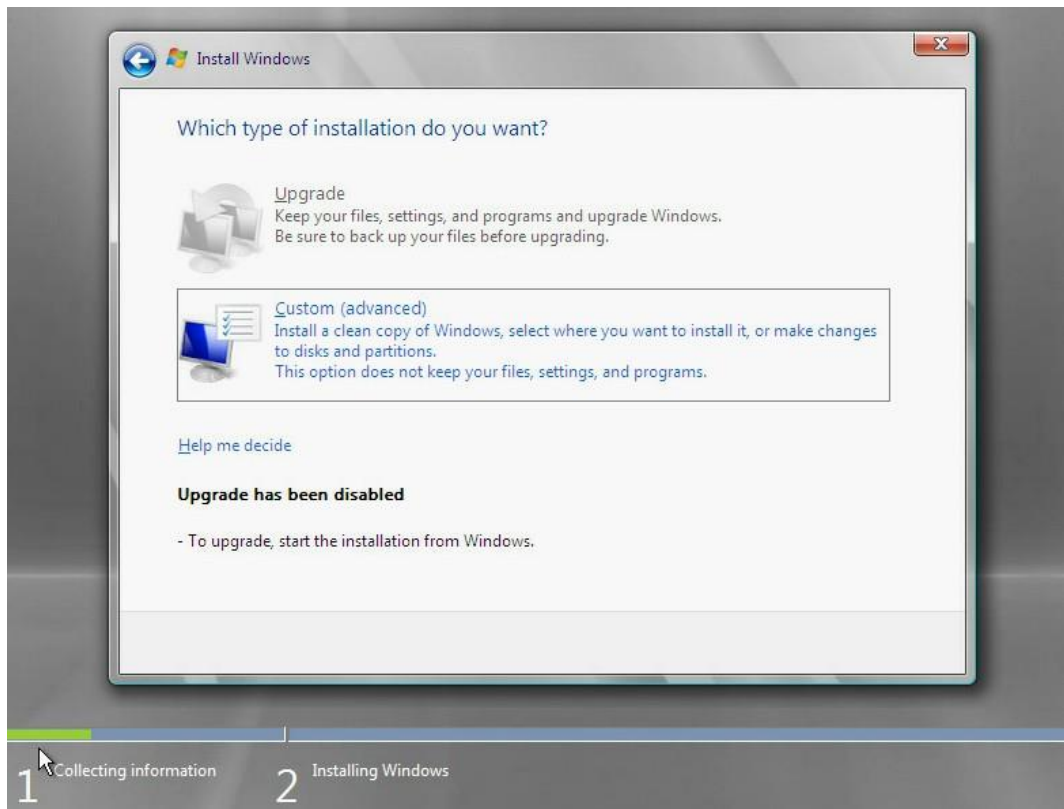 Install Windows
Which type of installation do you want?
Upgrade
Keep your files, settings, and programs and upgrade Windows.
Be sure to back up your files before upgrading.
Custom (advanced)
Install a clean copy of Windows, select where you want to install it, or make changes
to disks and partitions.
This option does not keep your files, settings, and programs.
Help me decide
Upgrade has been disabled
- To upgrade, start the installation from Windows.
1 Collecting information 2 Installing Windows